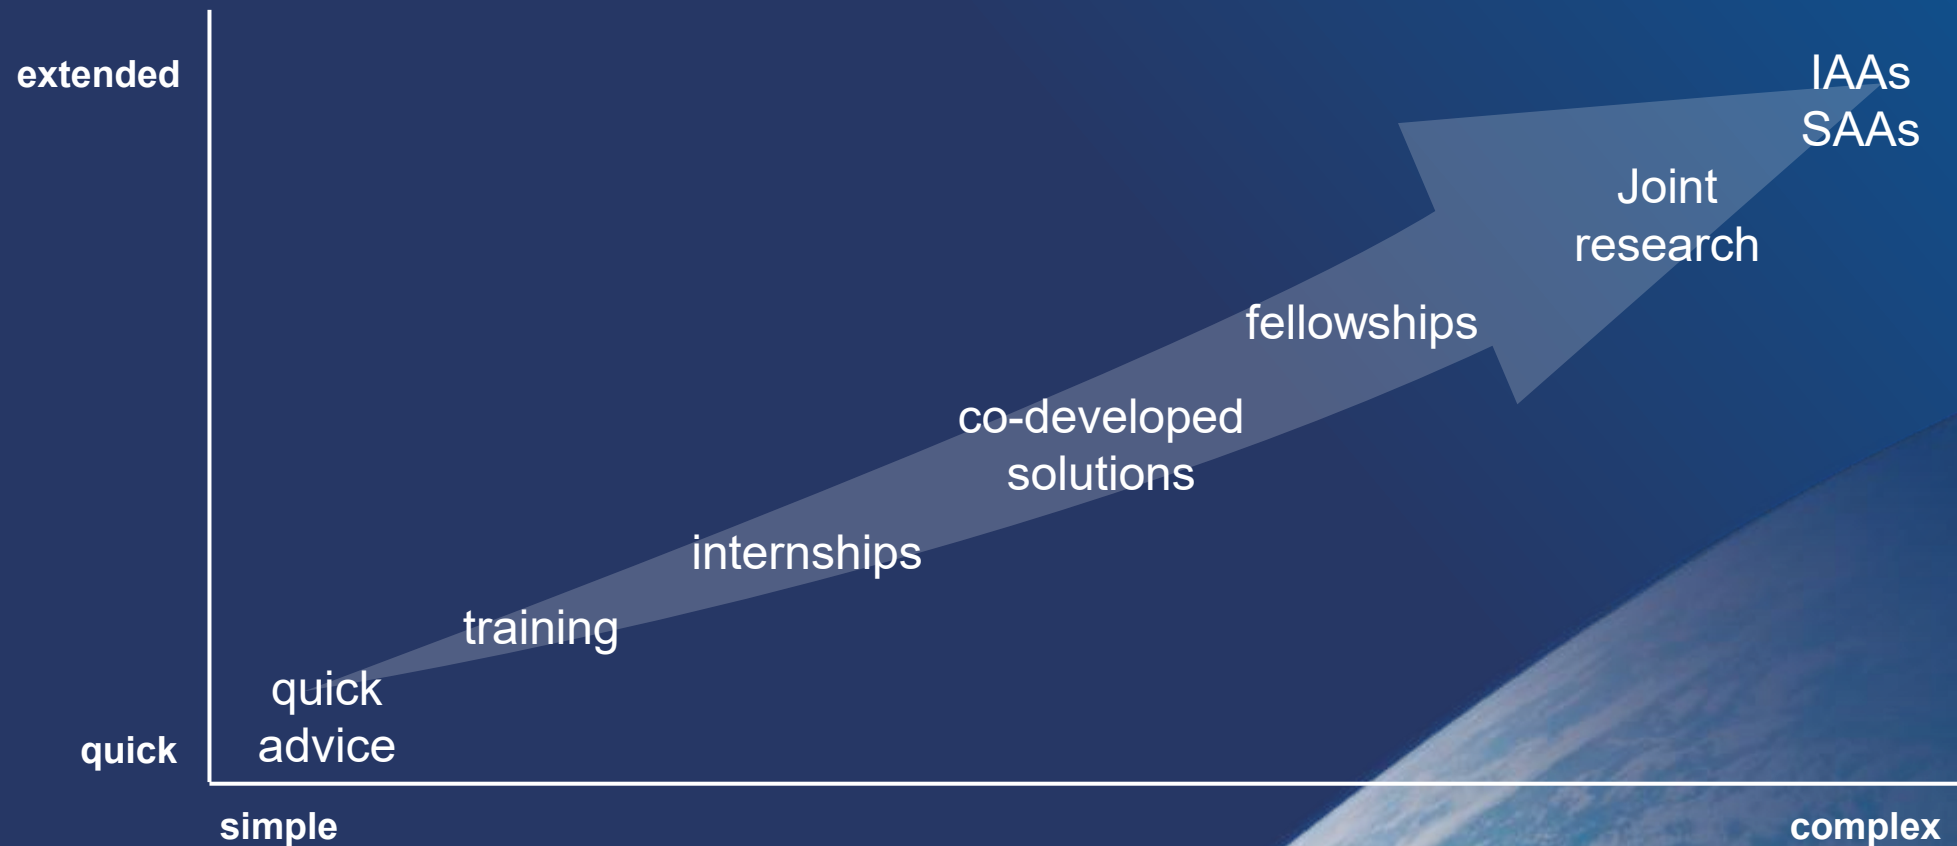 extended
IAAs
SAAs
Joint
research
fellowships
co-developed
solutions
internships
training
quick
advice
quick
simple
complex